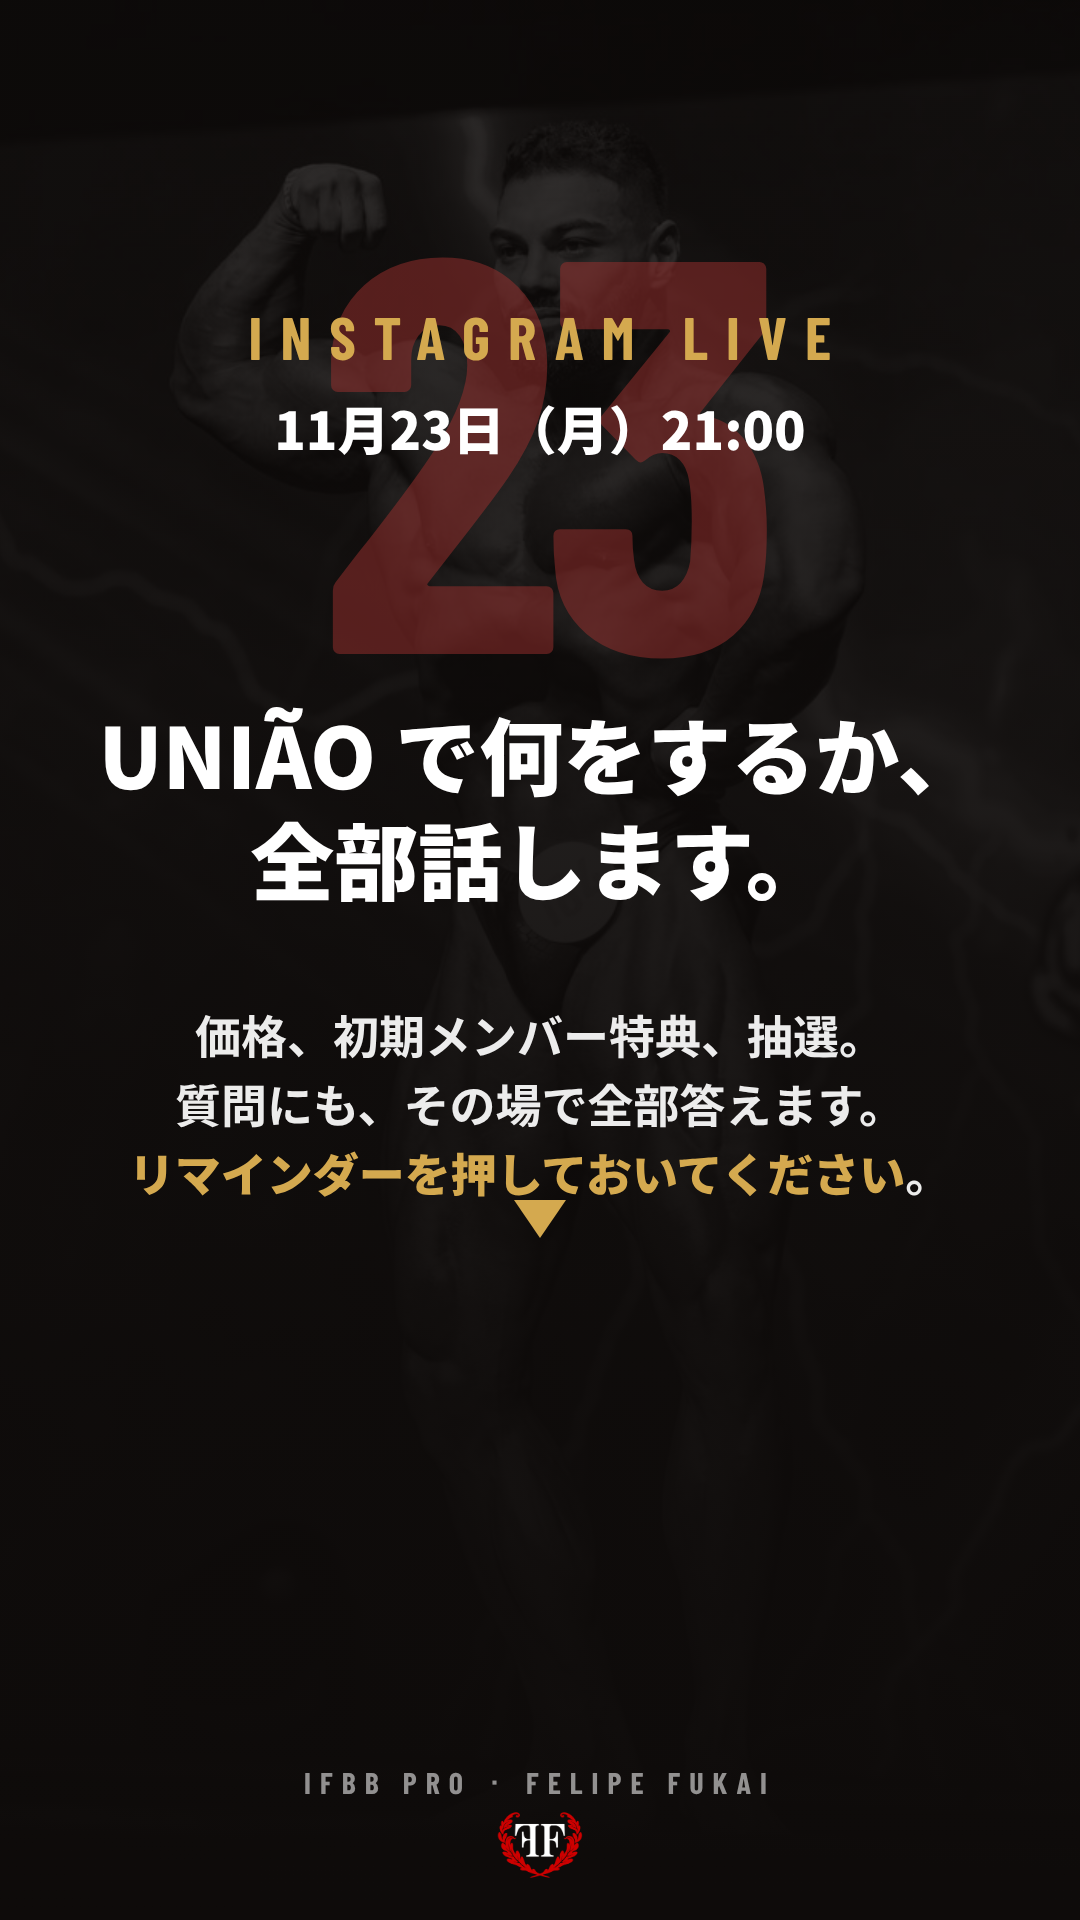 23
INSTAGRAM LIVE
11月23日（月）21:00
UNIÃO で何をするか、
全部話します。
価格、初期メンバー特典、抽選。
質問にも、その場で全部答えます。
リマインダーを押しておいてください。
IFBB PRO · FELIPE FUKAI
FF